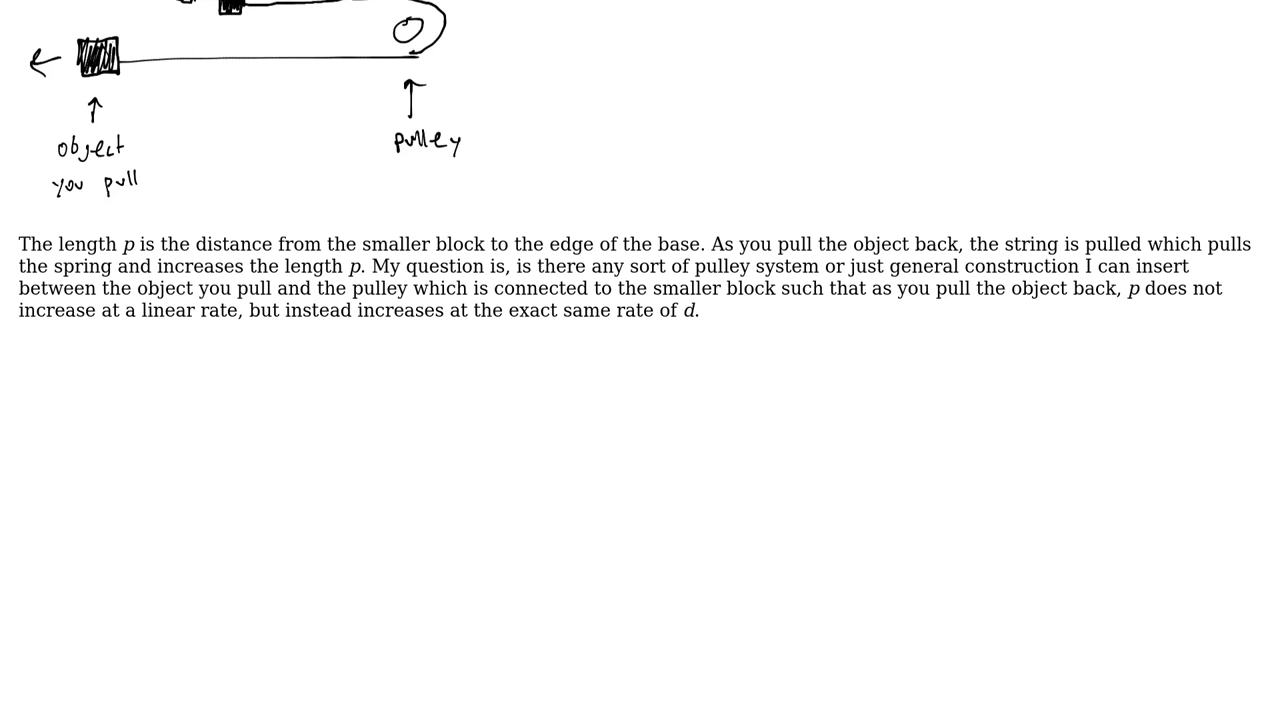 object
you pull
pulley
The length p is the distance from the smaller block to the edge of the base. As you pull the object back, the string is pulled which pulls
the spring and increases the length p. My question is, is there any sort of pulley system or just general construction I can insert
between the object you pull and the pulley which is connected to the smaller block such that as you pull the object back, p does not
increase at a linear rate, but instead increases at the exact same rate of d.